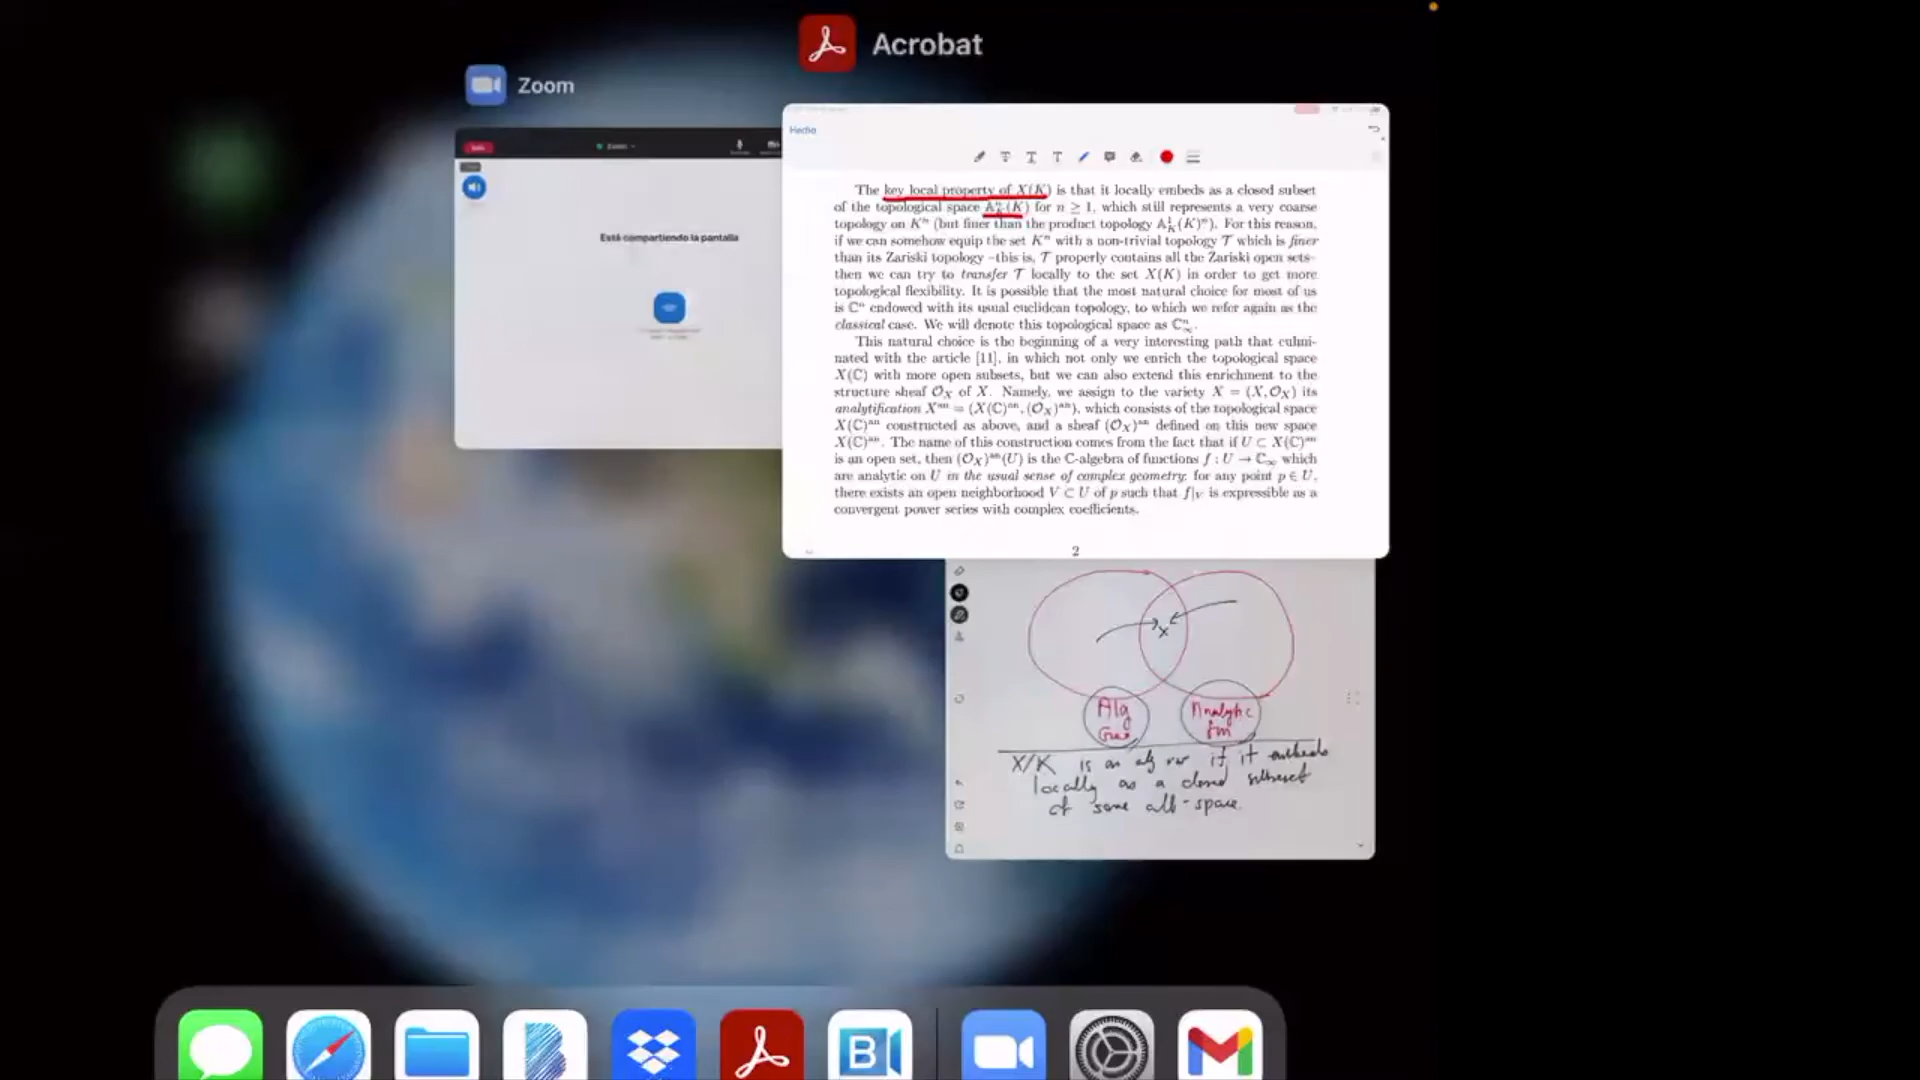 Acrobat
Zoom
Hecho
Zoom
Está compartiendo la pantalla
The key local property of X(K) is that it locally embeds as a closed subset
of the topological space 𝔸ⁿ_K(K) for n ≥ 1, which still represents a very coarse
topology on Kⁿ (but finer than the product topology 𝔸¹_K(K)ⁿ). For this reason,
if we can somehow equip the set Kⁿ with a non-trivial topology 𝒯 which is finer
than its Zariski topology –this is, 𝒯 properly contains all the Zariski open sets–
then we can try to transfer 𝒯 locally to the set X(K) in order to get more
topological flexibility. It is possible that the most natural choice for most of us
is ℂⁿ endowed with its usual euclidean topology, to which we refer again as the
classical case. We will denote this topological space as ℂⁿ_∞.
This natural choice is the beginning of a very interesting path that culmi-
nated with the article [11], in which not only we enrich the topological space
X(ℂ) with more open subsets, but we can also extend this enrichment to the
structure sheaf 𝒪_X of X. Namely, we assign to the variety X = (X, 𝒪_X) its
analytification Xᵃⁿ = (X(ℂ)ᵃⁿ, (𝒪_X)ᵃⁿ), which consists of the topological space
X(ℂ)ᵃⁿ constructed as above, and a sheaf (𝒪_X)ᵃⁿ defined on this new space
X(ℂ)ᵃⁿ. The name of this construction comes from the fact that if U ⊂ X(ℂ)ᵃⁿ
is an open set, then (𝒪_X)ᵃⁿ(U) is the ℂ-algebra of functions f : U → ℂ_∞ which
are analytic on U in the usual sense of complex geometry: for any point p ∈ U,
there exists an open neighborhood V ⊂ U of p such that f|_V is expressible as a
convergent power series with complex coefficients.
2
x
Alg Analytic
Geo
X/K is an alg var if it embeds
locally as a closed subset
of some aff-space.
B